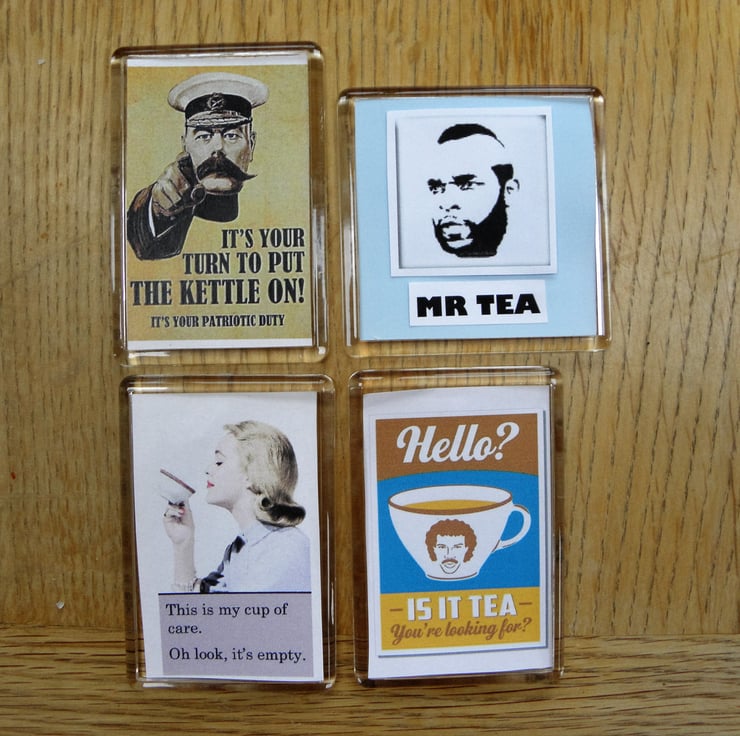 IT'S YOUR
TURN TO PUT
THE KETTLE ON!
IT'S YOUR PATRIOTIC DUTY
MR TEA
This is my cup of
care.
Oh look, it's empty.
Hello?
IS IT TEA
You're looking for?